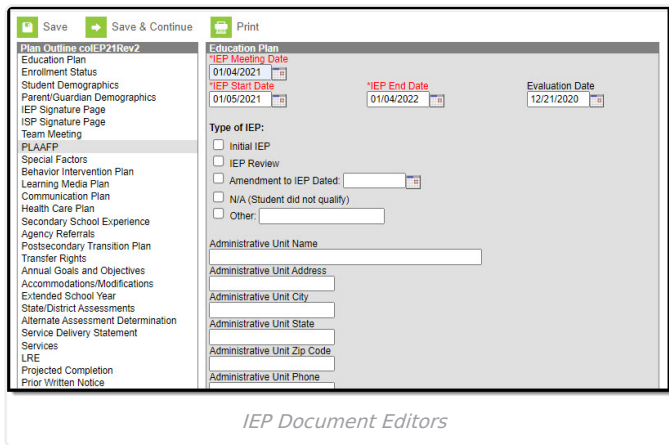 Save Save & Continue Print
Plan Outline coIEP21Rev2
Education Plan
Enrollment Status
Student Demographics
Parent/Guardian Demographics
IEP Signature Page
ISP Signature Page
Team Meeting
PLAAFP
Special Factors
Behavior Intervention Plan
Learning Media Plan
Communication Plan
Health Care Plan
Secondary School Experience
Agency Referrals
Postsecondary Transition Plan
Transfer Rights
Annual Goals and Objectives
Accommodations/Modifications
Extended School Year
State/District Assessments
Alternate Assessment Determination
Service Delivery Statement
Services
LRE
Projected Completion
Prior Written Notice
Education Plan
*IEP Meeting Date
01/04/2021
*IEP Start Date *IEP End Date Evaluation Date
01/05/2021 01/04/2022 12/21/2020
Type of IEP:
Initial IEP
IEP Review
Amendment to IEP Dated:
N/A (Student did not qualify)
Other:
Administrative Unit Name
Administrative Unit Address
Administrative Unit City
Administrative Unit State
Administrative Unit Zip Code
Administrative Unit Phone
IEP Document Editors